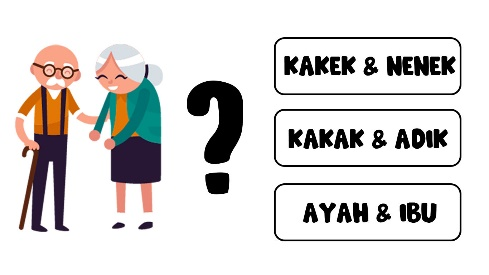 ?
KAKEK & NENEK
KAKAK & ADIK
AYAH & IBU